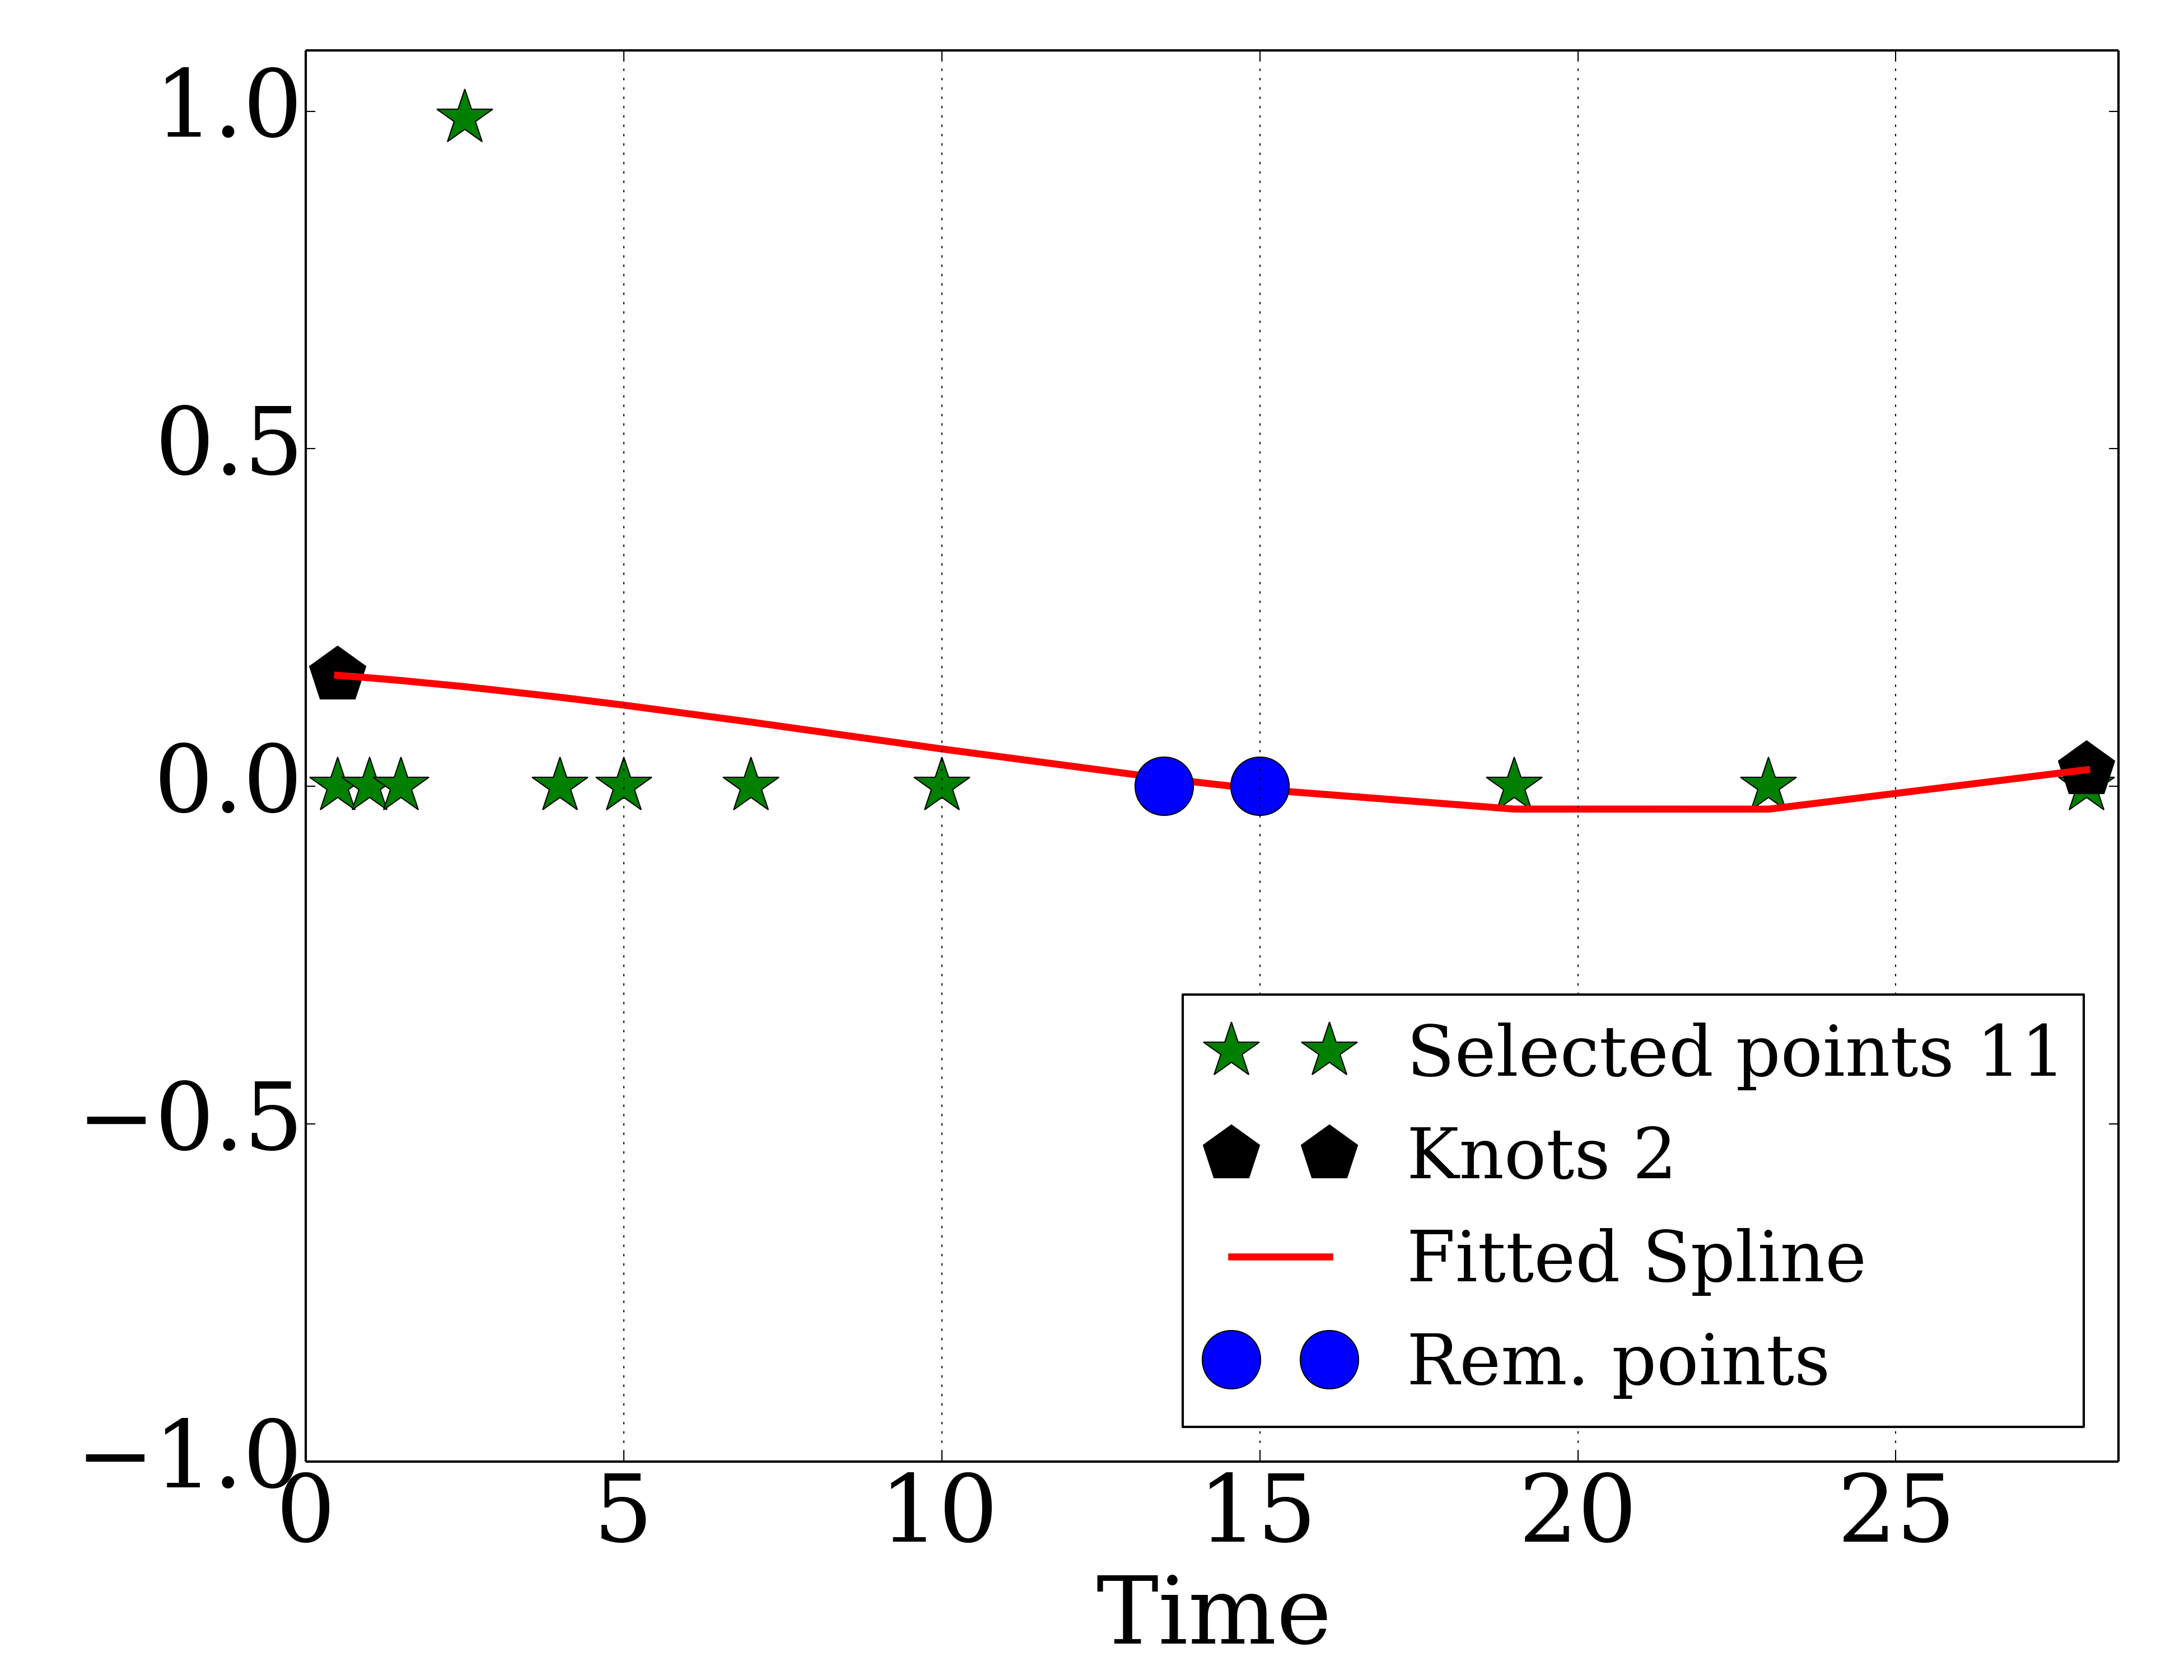 1.0
0.5
0.0
−0.5
−1.0
0 5 10 15 20 25
Time
Selected points 11
Knots 2
Fitted Spline
Rem. points